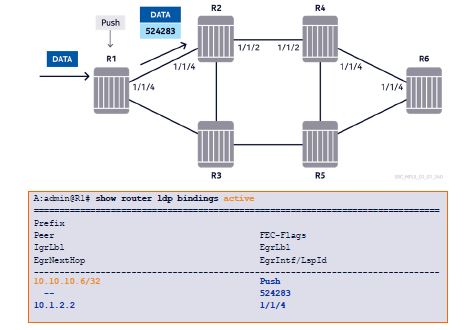 R2
R4
DATA
Push
524283
1/1/2
1/1/2
DATA
R1
1/1/4
1/1/4
R6
1/1/4
1/1/4
R3
R5
A:admin@R1# show router ldp bindings active
Prefix
Peer FEC-Flags
IgrLbl EgrLbl
EgrNextHop EgrIntf/LspId
10.10.10.6/32 Push
-- 524283
10.1.2.2 1/1/4